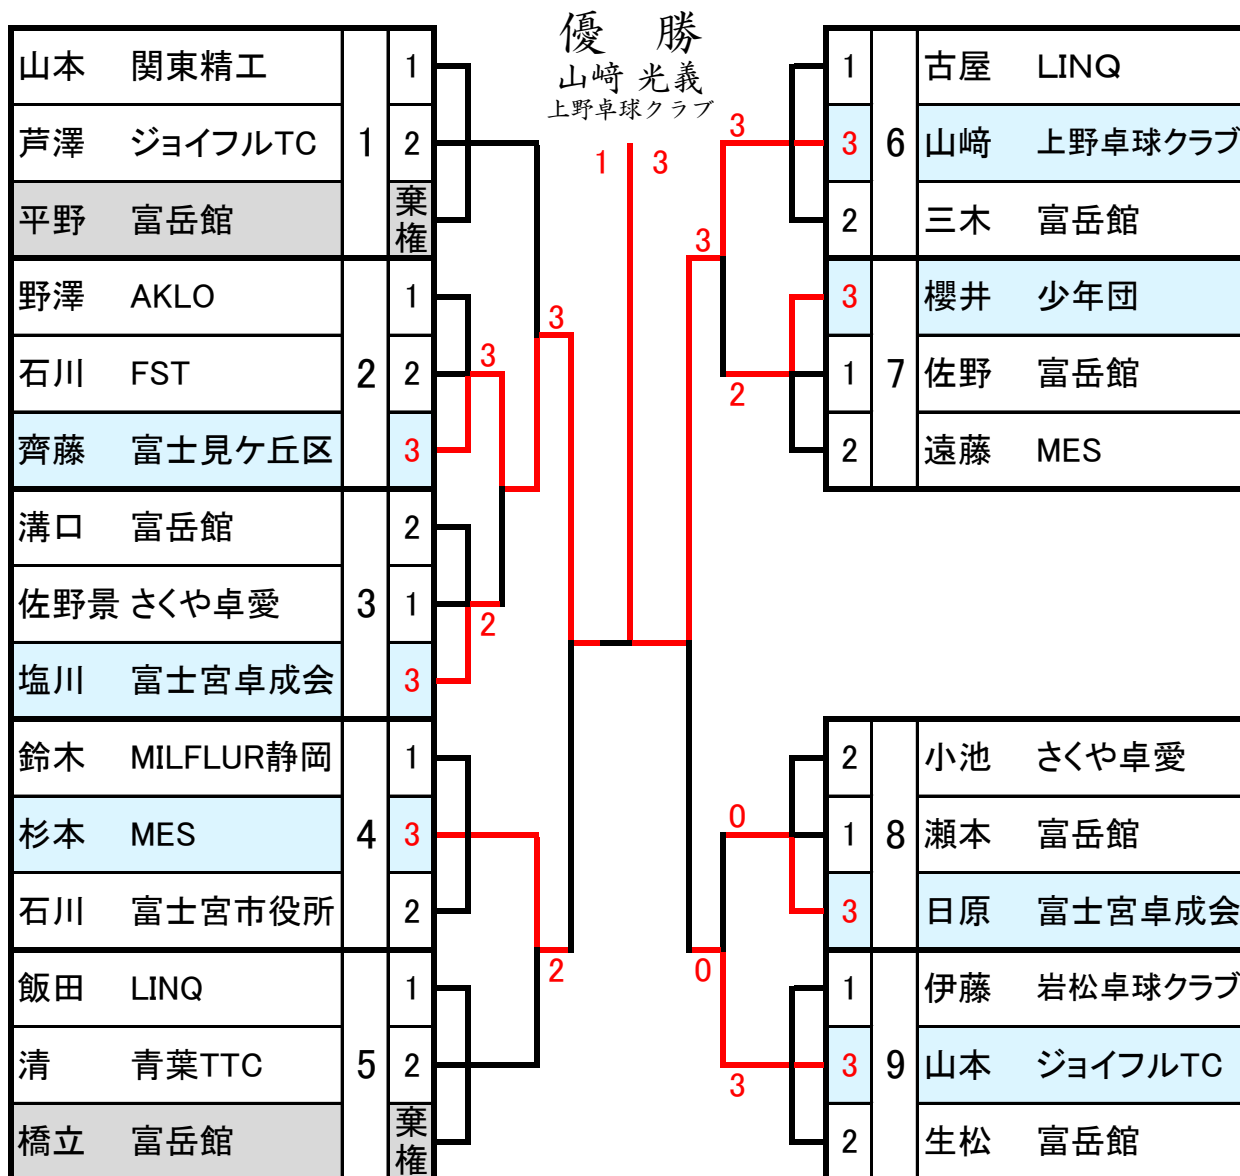 優 勝
山﨑 光義
上野卓球クラブ
1 3
山本 関東精工 1
芦澤 ジョイフルTC 1 2
平野 富岳館 棄権
野澤 AKLO 1
石川 FST 2 2
齊藤 富士見ケ丘区 3
溝口 富岳館 2
佐野景 さくや卓愛 3 1
塩川 富士宮卓成会 3
鈴木 MILFLUR静岡 1
杉本 MES 4 3
石川 富士宮市役所 2
飯田 LINQ 1
清 青葉TTC 5 2
橋立 富岳館 棄権
3
3
2
2
3
3
2
0
0
3
1 古屋 LINQ
3 6 山﨑 上野卓球クラブ
2 三木 富岳館
3 櫻井 少年団
1 7 佐野 富岳館
2 遠藤 MES
2 小池 さくや卓愛
1 8 瀬本 富岳館
3 日原 富士宮卓成会
1 伊藤 岩松卓球クラブ
3 9 山本 ジョイフルTC
2 生松 富岳館